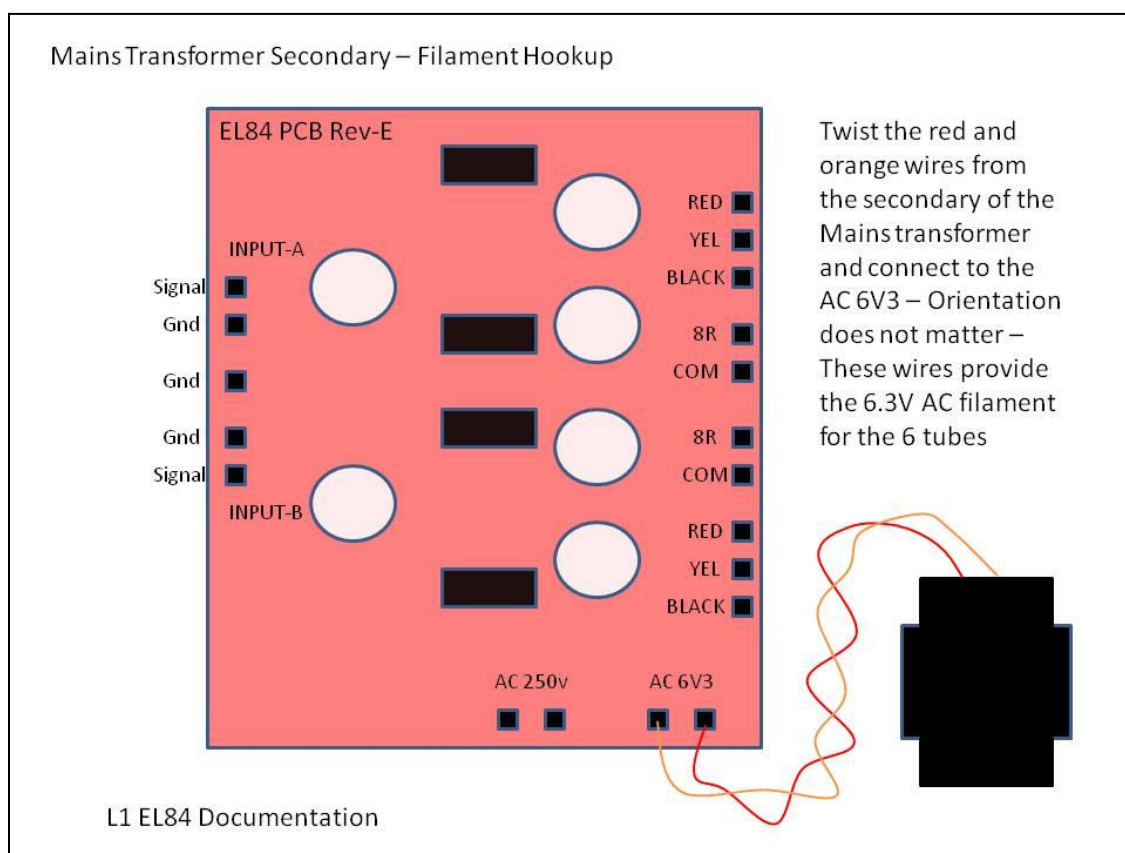 Mains Transformer Secondary – Filament Hookup
EL84 PCB Rev-E
Twist the red and
orange wires from
the secondary of the
Mains transformer
and connect to the
AC 6V3 – Orientation
does not matter –
These wires provide
the 6.3V AC filament
for the 6 tubes
INPUT-A
Signal
Gnd
Gnd
Gnd
Signal
INPUT-B
RED
YEL
BLACK
8R
COM
8R
COM
RED
YEL
BLACK
AC 250v
AC 6V3
L1 EL84 Documentation